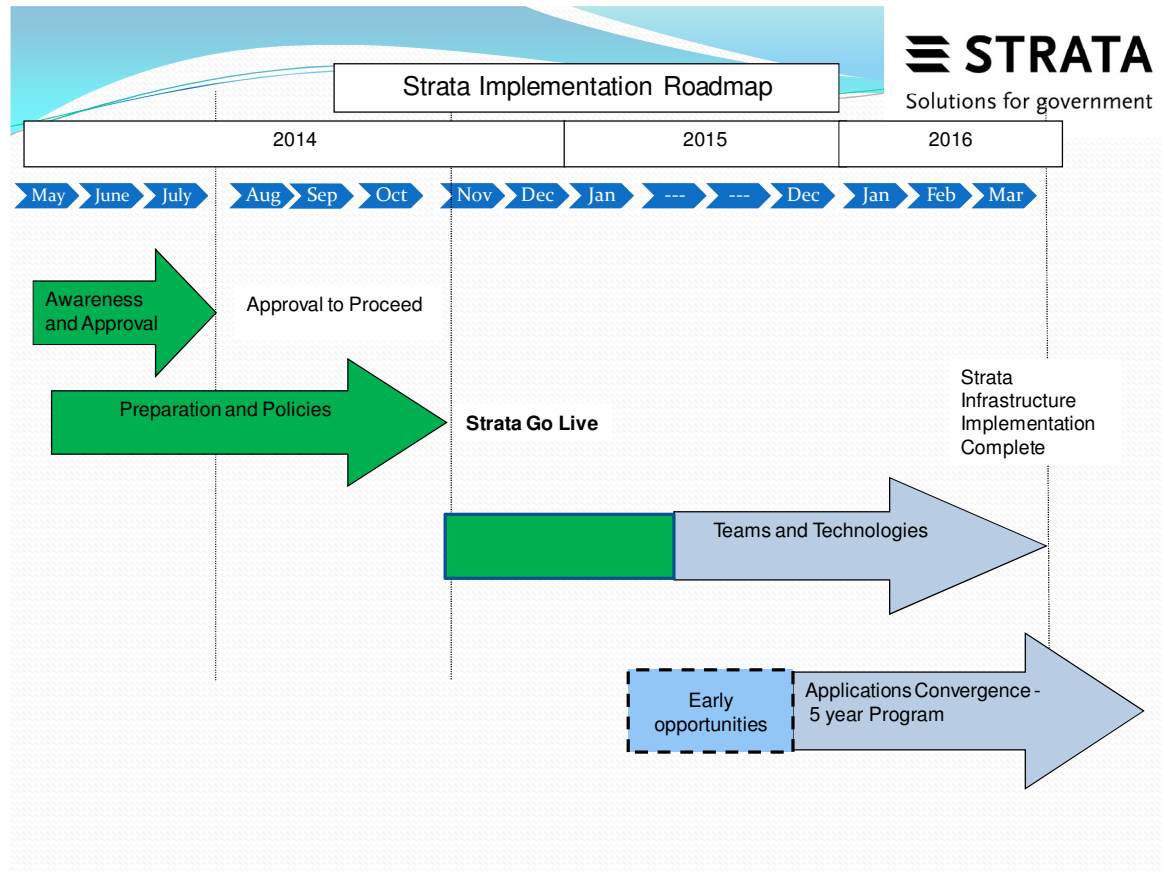 STRATA
Solutions for government
Strata Implementation Roadmap
2014 2015 2016
May June July Aug Sep Oct Nov Dec Jan --- --- Dec Jan Feb Mar
Awareness
and Approval
Approval to Proceed
Preparation and Policies
Strata Go Live
Strata
Infrastructure
Implementation
Complete
Teams and Technologies
Early
opportunities
Applications Convergence -
5 year Program